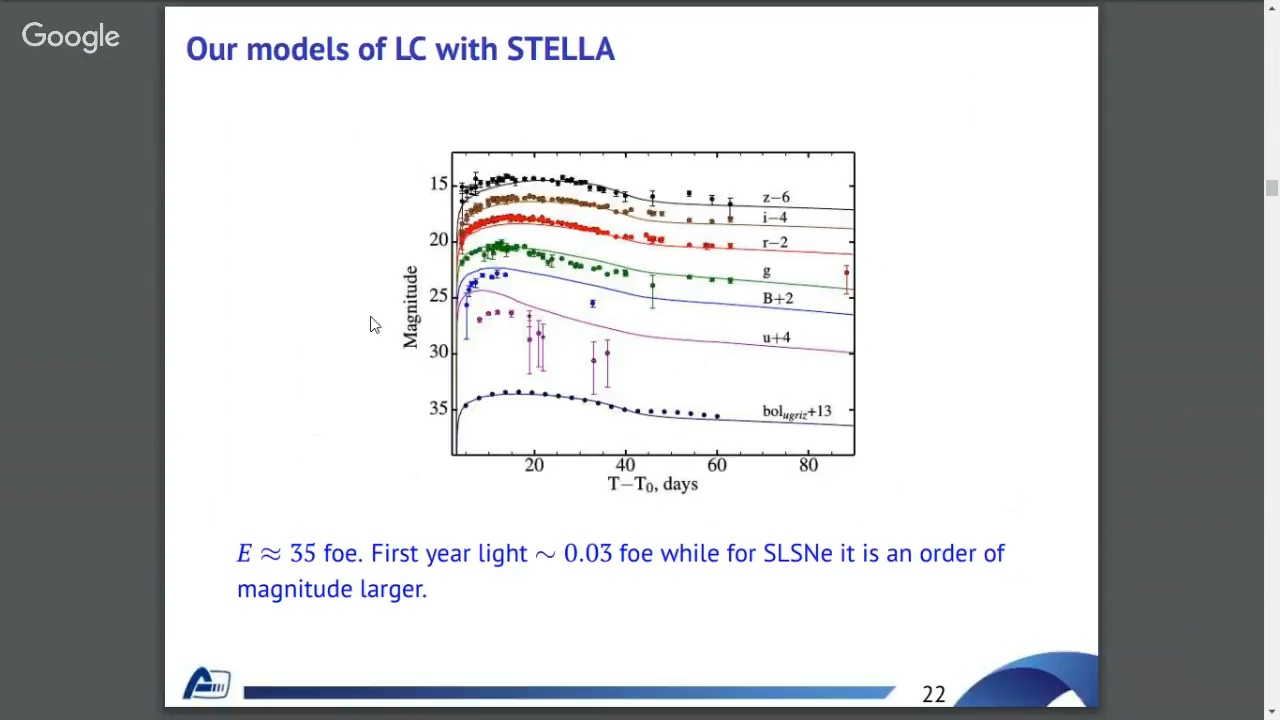 Google
Our models of LC with STELLA
Magnitude
15
20
25
30
35
z−6
i−4
r−2
g
B+2
u+4
bol_ugriz+13
20
40
60
80
T−T₀, days
E ≈ 35 foe. First year light ∼ 0.03 foe while for SLSNe it is an order of
magnitude larger.
22